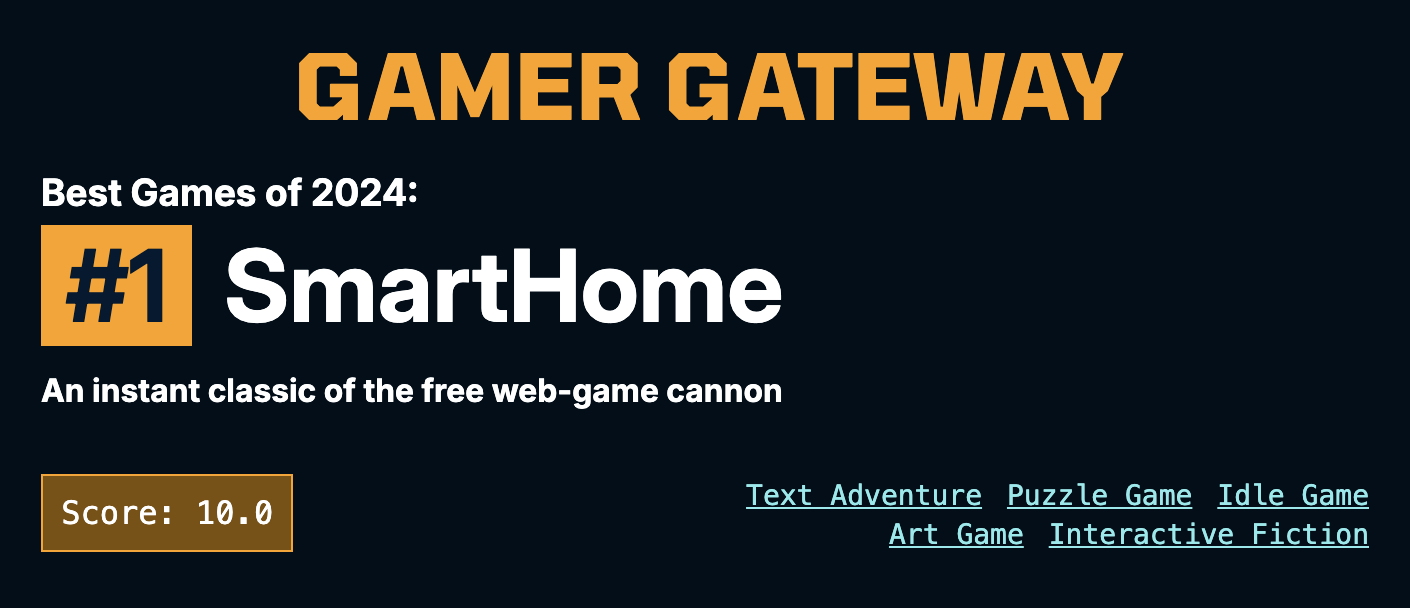 GAMER GATEWAY
Best Games of 2024:
#1 SmartHome
An instant classic of the free web-game cannon
Score: 10.0
Text Adventure Puzzle Game Idle Game
Art Game Interactive Fiction